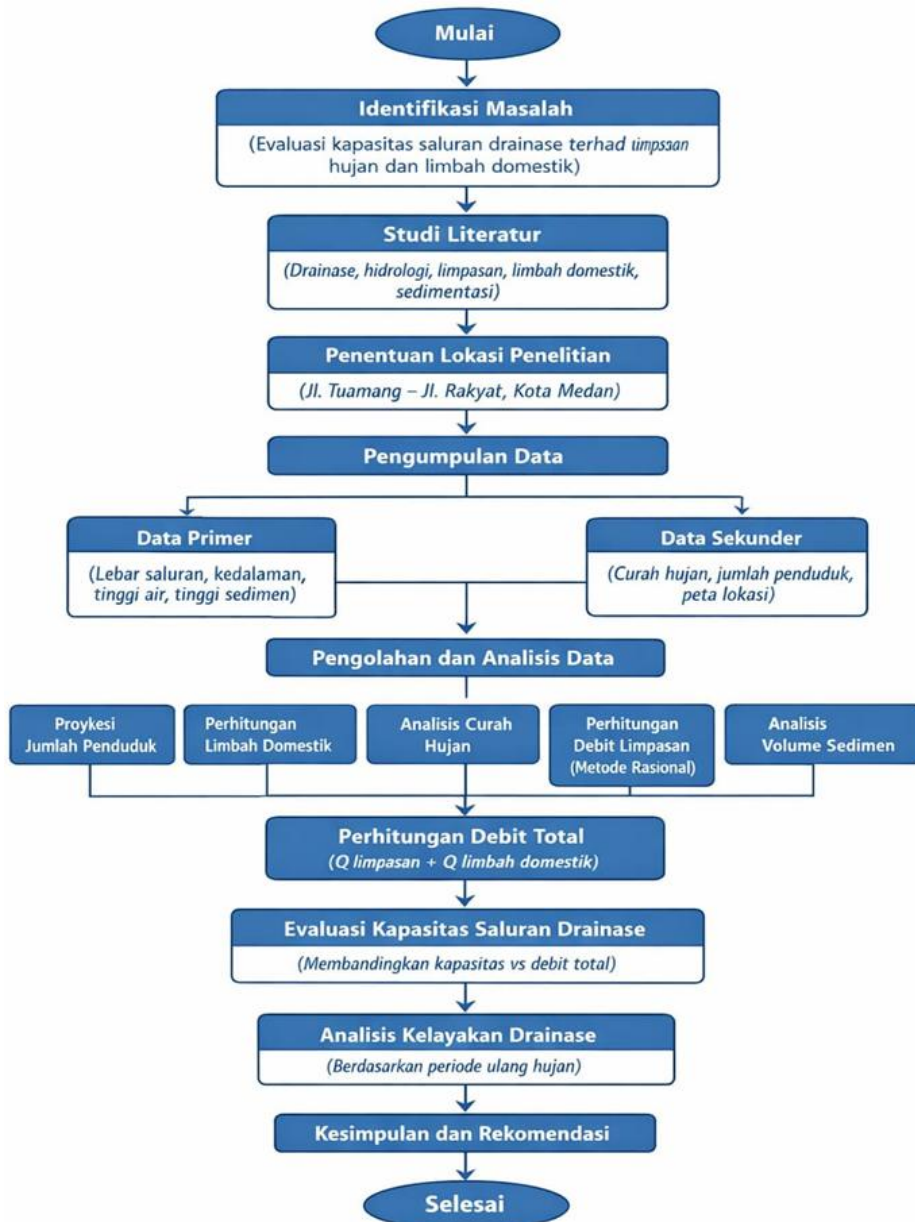 Mulai
Identifikasi Masalah
(Evaluasi kapasitas saluran drainase terhad limpsaan
hujan dan limbah domestik)
Studi Literatur
(Drainase, hidrologi, limpasan, limbah domestik,
sedimentasi)
Penentuan Lokasi Penelitian
(Jl. Tuamang – Jl. Rakyat, Kota Medan)
Pengumpulan Data
Data Primer
(Lebar saluran, kedalaman,
tinggi air, tinggi sedimen)
Data Sekunder
(Curah hujan, jumlah penduduk,
peta lokasi)
Pengolahan dan Analisis Data
Proykesi
Jumlah Penduduk
Perhitungan
Limbah Domestik
Analisis Curah
Hujan
Perhitungan
Debit Limpasan
(Metode Rasional)
Analisis
Volume Sedimen
Perhitungan Debit Total
(Q limpasan + Q limbah domestik)
Evaluasi Kapasitas Saluran Drainase
(Membandingkan kapasitas vs debit total)
Analisis Kelayakan Drainase
(Berdasarkan periode ulang hujan)
Kesimpulan dan Rekomendasi
Selesai